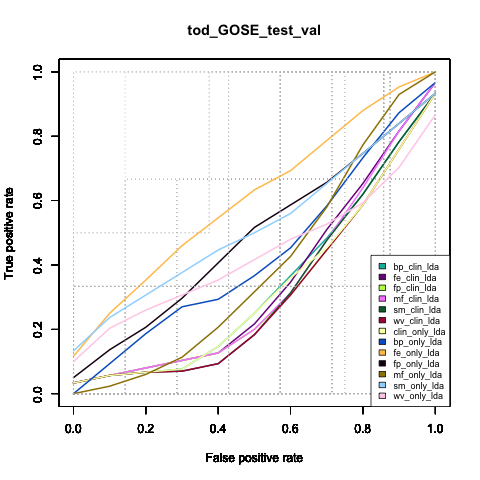 tod_GOSE_test_val
True positive rate
1.0
0.8
0.6
0.4
0.2
0.0
0.0 0.2 0.4 0.6 0.8 1.0
False positive rate
bp_clin_lda
fe_clin_lda
fp_clin_lda
mf_clin_lda
sm_clin_lda
wv_clin_lda
clin_only_lda
bp_only_lda
fe_only_lda
fp_only_lda
mf_only_lda
sm_only_lda
wv_only_lda